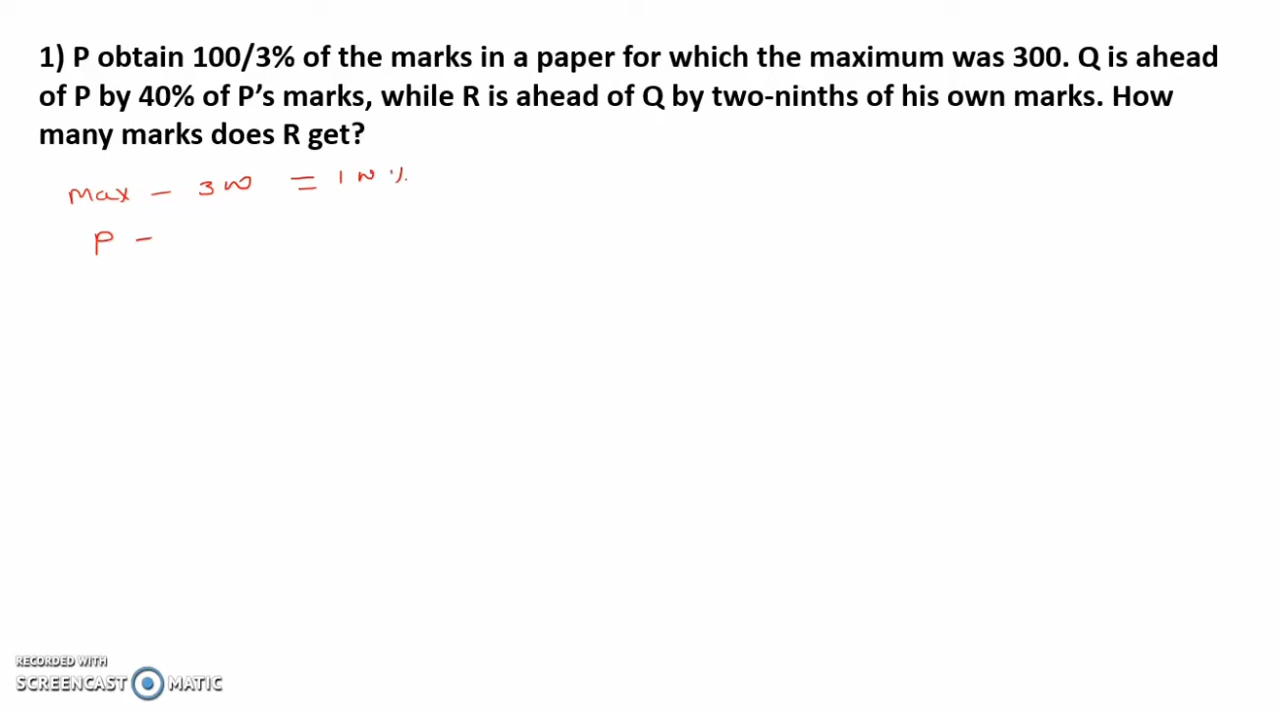 1) P obtain 100/3% of the marks in a paper for which the maximum was 300. Q is ahead
of P by 40% of P’s marks, while R is ahead of Q by two-ninths of his own marks. How
many marks does R get?
Max - 300 = 100%
P -
RECORDED WITH
SCREENCAST MATIC